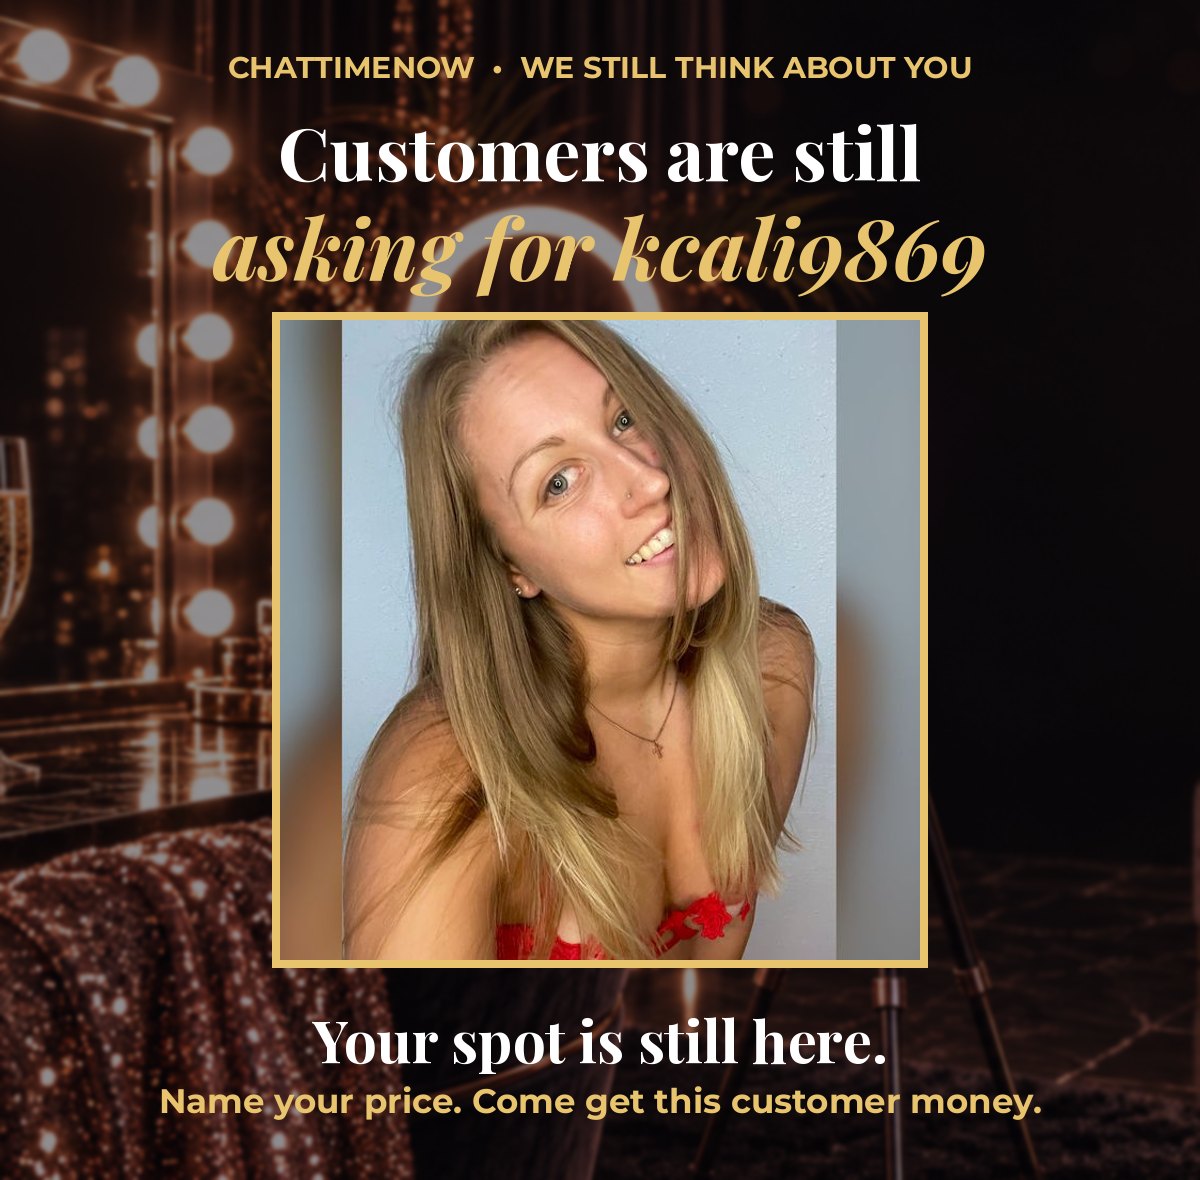 CHATTIMENOW • WE STILL THINK ABOUT YOU
Customers are still
asking for kcali9869
Your spot is still here.
Name your price. Come get this customer money.